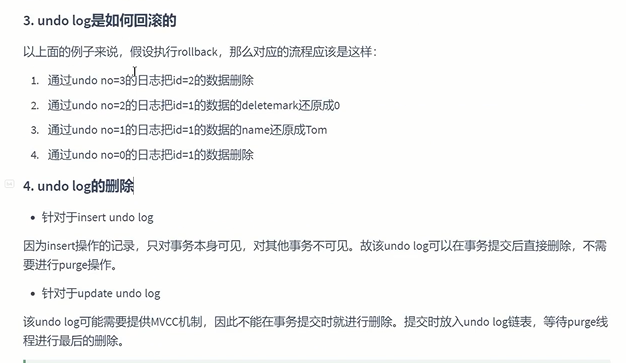 3. undo log是如何回滚的
以上面的例子来说，假设执行rollback，那么对应的流程应该是这样：
1. 通过undo no=3的日志把id=2的数据删除
2. 通过undo no=2的日志把id=1的数据的deletemark还原成0
3. 通过undo no=1的日志把id=1的数据的name还原成Tom
4. 通过undo no=0的日志把id=1的数据删除
4. undo log的删除
• 针对于insert undo log
因为insert操作的记录，只对事务本身可见，对其他事务不可见。故该undo log可以在事务提交后直接删除，不需
要进行purge操作。
• 针对于update undo log
该undo log可能需要提供MVCC机制，因此不能在事务提交时就进行删除。提交时放入undo log链表，等待purge线
程进行最后的删除。